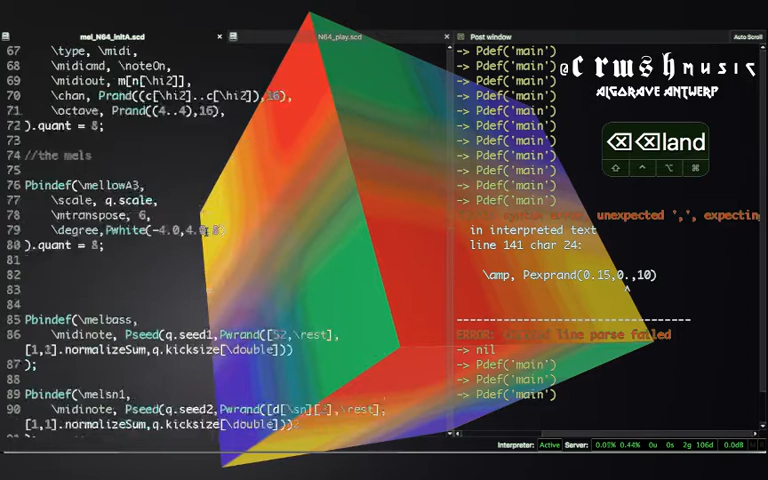 mel_N64_initA.scd
N64_play.scd
67 \type, \midi,
68 \midicmd, \noteOn,
69 \midiout, m[n[\hi2]],
70 \chan, Prand((c[\hi2]..c[\hi2]),16),
71 \octave, Prand((4..4),16),
72 ).quant = 8;
73
74 //the mels
75
76 Pbindef(\mellowA3,
77 \scale, q.scale,
78 \mtranspose, 6,
79 \degree,Pwhite(-4.0,4.0
80 ).quant = 8;
81
82
83
84
85 Pbindef(\melbass,
86 \midinote, Pseed(q.seed1,Pwrand([52,\rest],
[1,1].normalizeSum,q.kicksize[\double]))
87 );
88
89 Pbindef(\melsn1,
90 \midinote, Pseed(q.seed2,Pwrand([d[\sn][
],\rest],
[1,1].normalizeSum,q.kicksize[\double]))
Post window
Auto Scroll
-> Pdef('main')
-> Pdef('main')
-> Pdef('main')
-> Pdef('main')
-> Pdef('main')
-> Pdef('main')
-> Pdef('main')
-> Pdef('main')
-> Pdef('main')
-> Pdef('main')
-> Pdef('main')
unexpected ',', expecting
in interpreted text
line 141 char 24:
\amp, Pexprand(0.15,0.,10)
^
-----------------------------------
ERROR: Command line parse failed
-> nil
-> Pdef('main')
-> Pdef('main')
-> Pdef('main')
@crwshmusic
ALGORAVE ANTWERP
⌫⌫land
⇧ ^ ⌥ ⌘
Interpreter: Active Server: 0.05% 0.44% 0u 0s 2g 106d 0.0dB